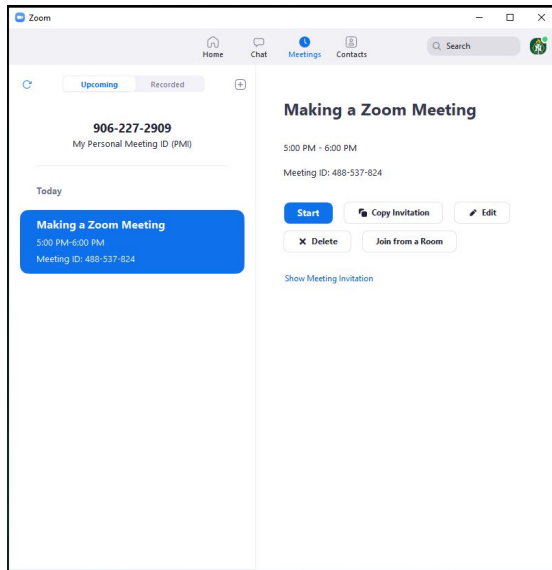 Zoom
Home
Chat
Meetings
Contacts
Search
Upcoming
Recorded
906-227-2909
My Personal Meeting ID (PMI)
Today
Making a Zoom Meeting
5:00 PM-6:00 PM
Meeting ID: 488-537-824
Making a Zoom Meeting
5:00 PM - 6:00 PM
Meeting ID: 488-537-824
Start
Copy Invitation
Edit
Delete
Join from a Room
Show Meeting Invitation